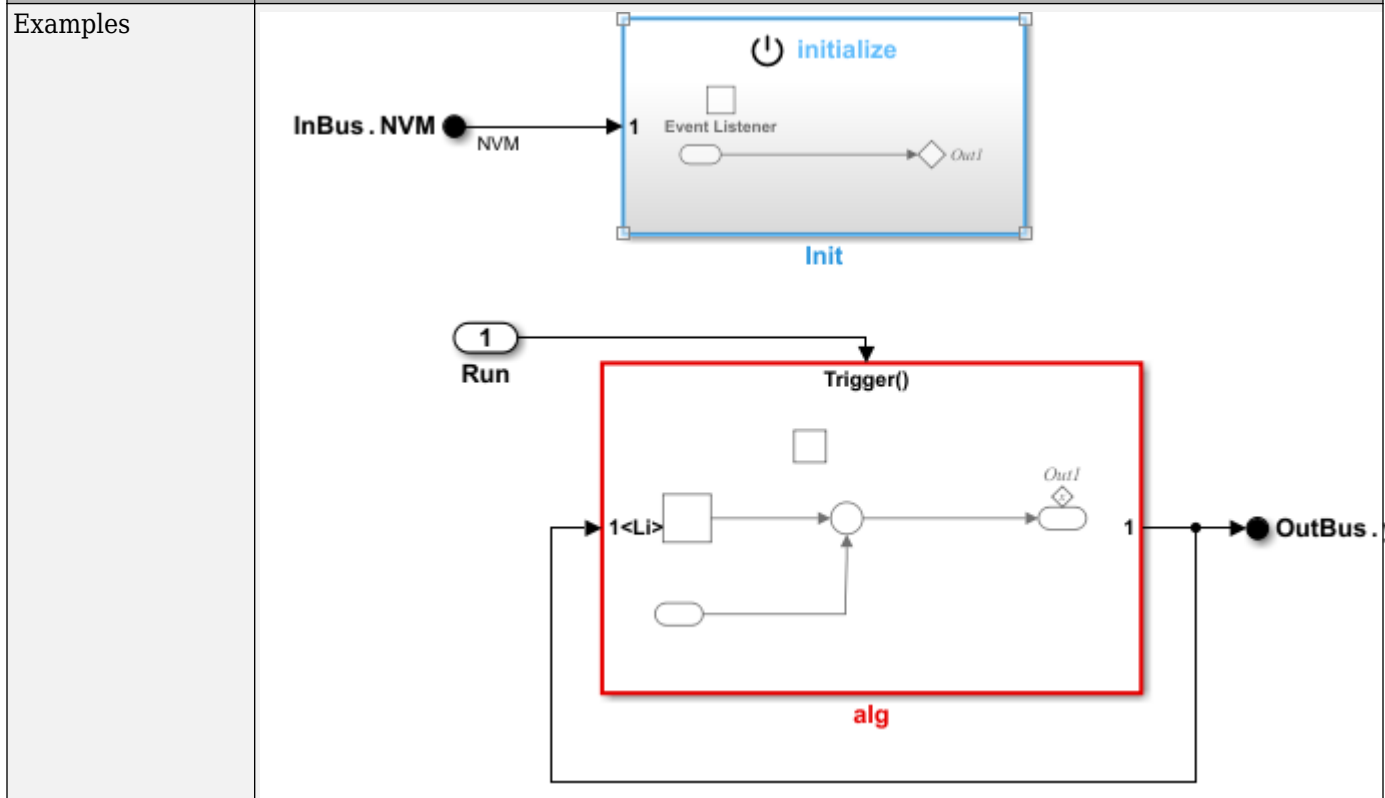 Examples
initialize
InBus.NVM
NVM
1
Event Listener
Out1
Init
1
Run
Trigger()
Out1
x
1<Li>
1
OutBus.
alg